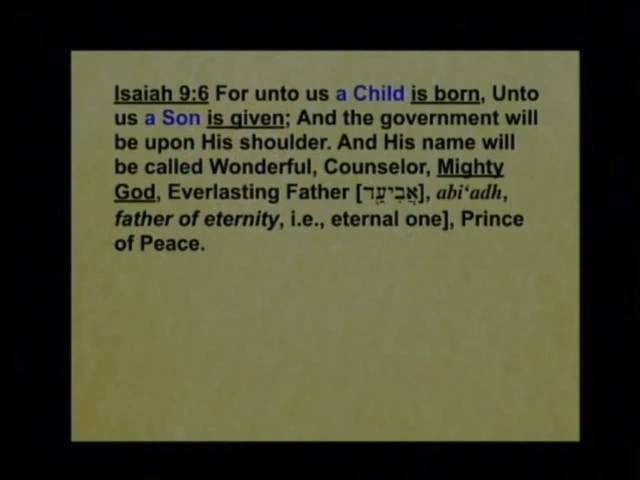 Isaiah 9:6 For unto us a Child is born, Unto
us a Son is given; And the government will
be upon His shoulder. And His name will
be called Wonderful, Counselor, Mighty
God, Everlasting Father [אֲבִיעַד], abi‘adh,
father of eternity, i.e., eternal one], Prince
of Peace.